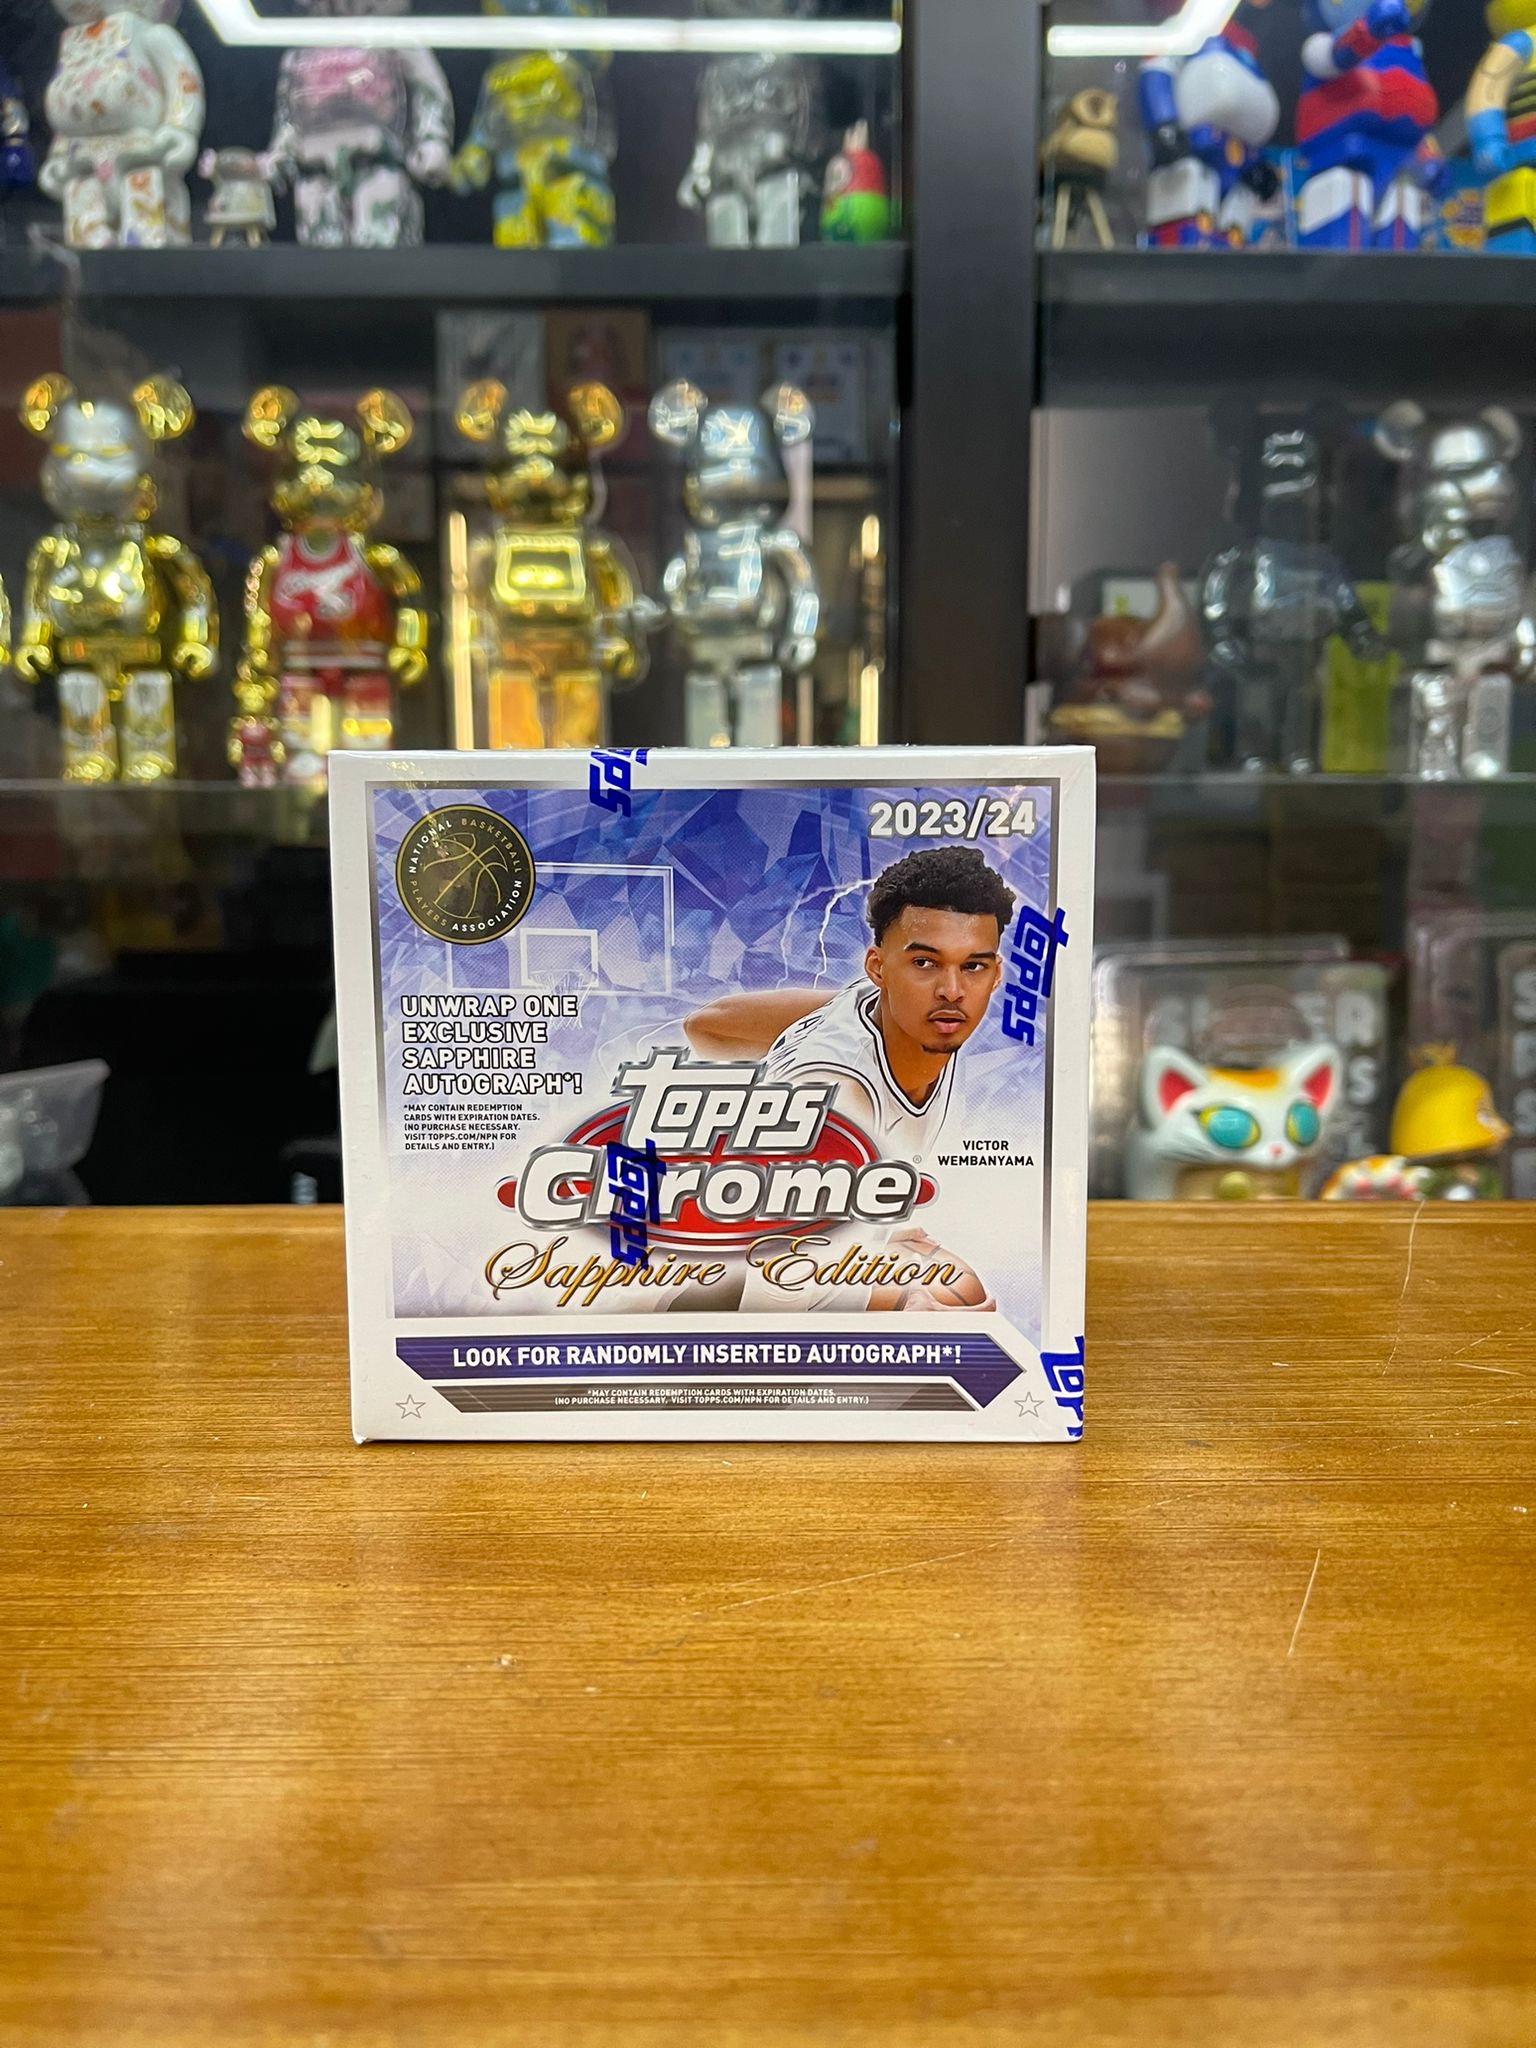 2023/24
NATIONAL BASKETBALL
PLAYERS ASSOCIATION
UNWRAP ONE
EXCLUSIVE
SAPPHIRE
AUTOGRAPH*!
*MAY CONTAIN REDEMPTION
CARDS WITH EXPIRATION DATES.
(NO PURCHASE NECESSARY.
VISIT TOPPS.COM/NPN FOR
DETAILS AND ENTRY.)
VICTOR
WEMBANYAMA
Topps
Chrome®
Sapphire Edition
Topps
Topps
LOOK FOR RANDOMLY INSERTED AUTOGRAPH*!
*MAY CONTAIN REDEMPTION CARDS WITH EXPIRATION DATES.
(NO PURCHASE NECESSARY. VISIT TOPPS.COM/NPN FOR DETAILS AND ENTRY.)